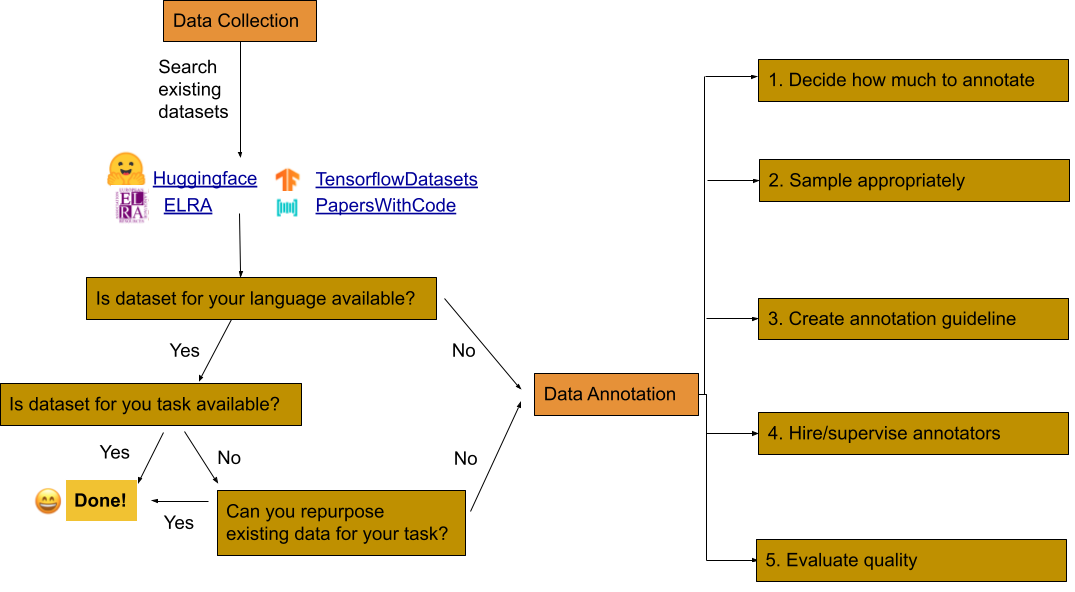 Data Collection
Search
existing
datasets
Huggingface
TensorflowDatasets
EUROPEAN
ELRA
RESOURCES
ELRA
PapersWithCode
Is dataset for your language available?
Yes
No
Is dataset for you task available?
Yes
No
Done!
Yes
Can you repurpose
existing data for your task?
No
Data Annotation
1. Decide how much to annotate
2. Sample appropriately
3. Create annotation guideline
4. Hire/supervise annotators
5. Evaluate quality